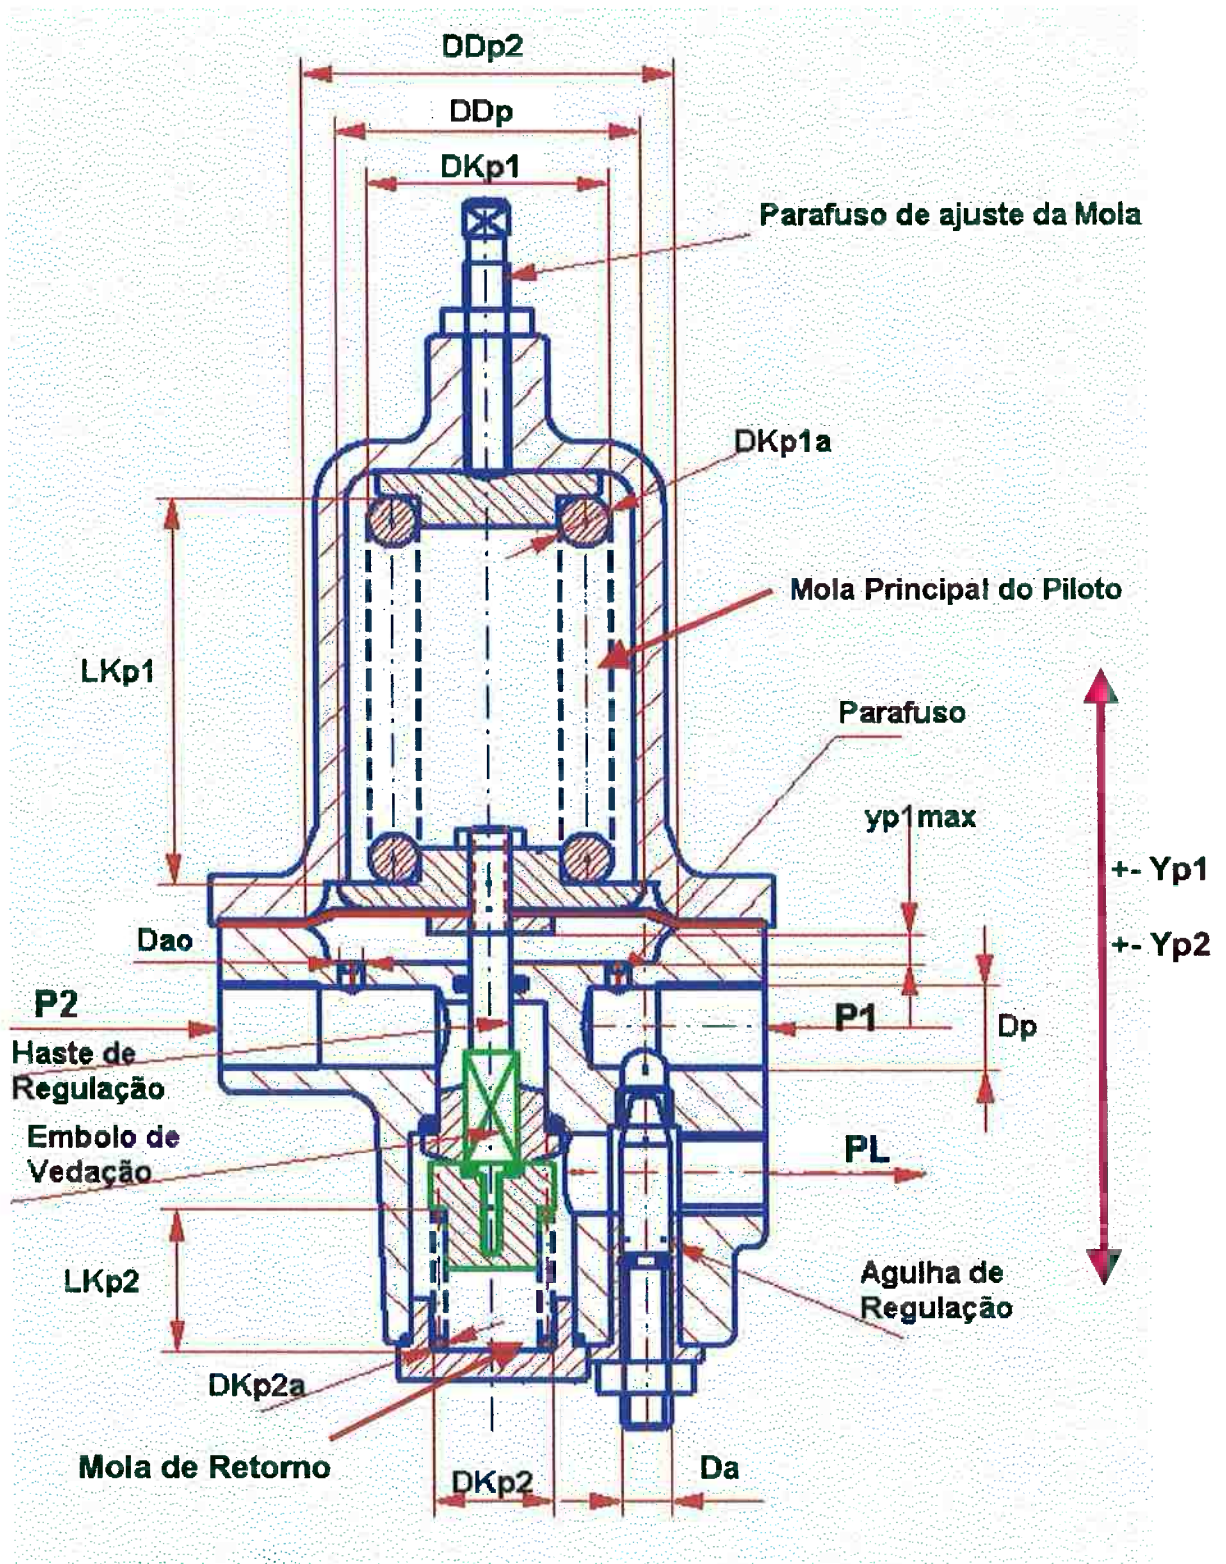 DDp2
DDp
DKp1
Parafuso de ajuste da Mola
DKp1a
Mola Principal do Piloto
LKp1
Parafuso
yp1max
+- Yp1
Dao
+- Yp2
P2
P1
Dp
Haste de
Regulação
Embolo de
Vedação
PL
LKp2
Agulha de
Regulação
DKp2a
Mola de Retorno
DKp2
Da